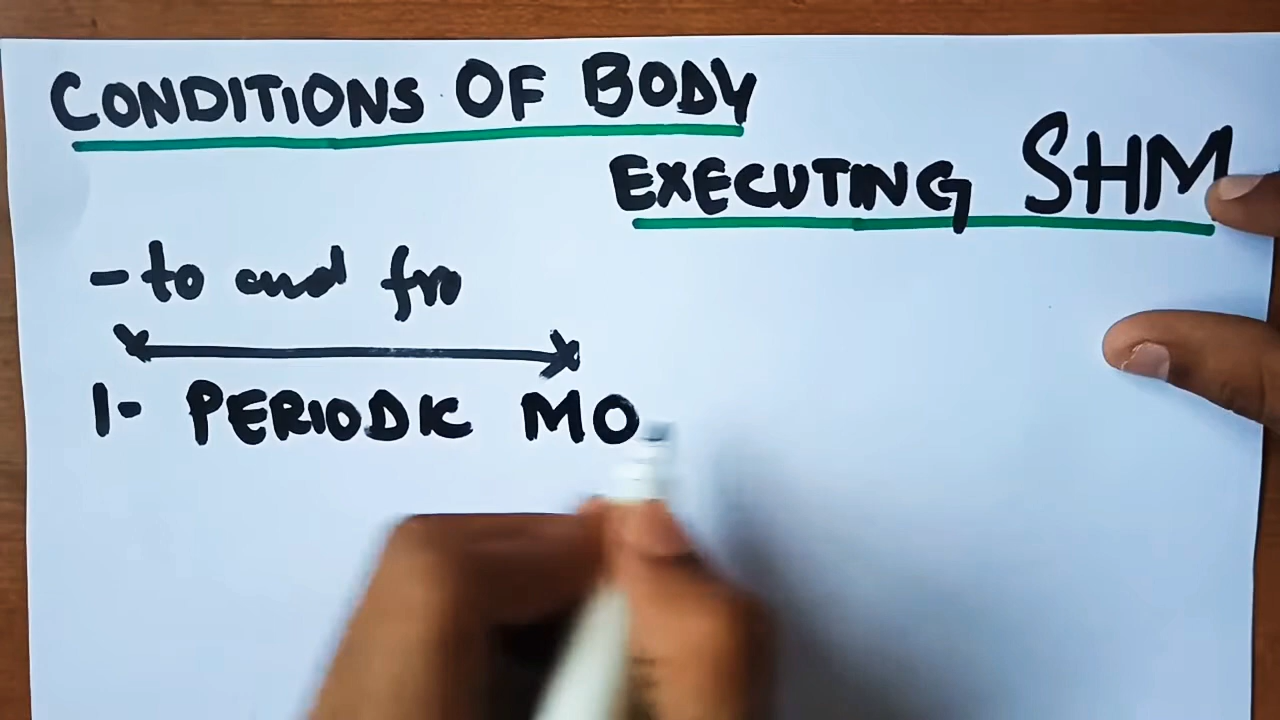 CONDITIONS OF BODY
EXECUTING SHM
- to and fro
1- PERIODIC MO